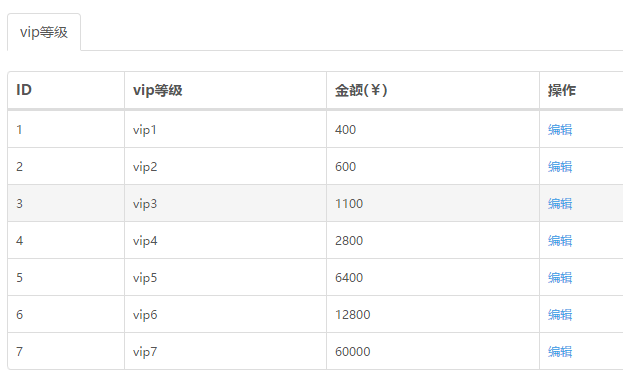 vip等级
ID vip等级 金额(￥) 操作
1 vip1 400 编辑
2 vip2 600 编辑
3 vip3 1100 编辑
4 vip4 2800 编辑
5 vip5 6400 编辑
6 vip6 12800 编辑
7 vip7 60000 编辑